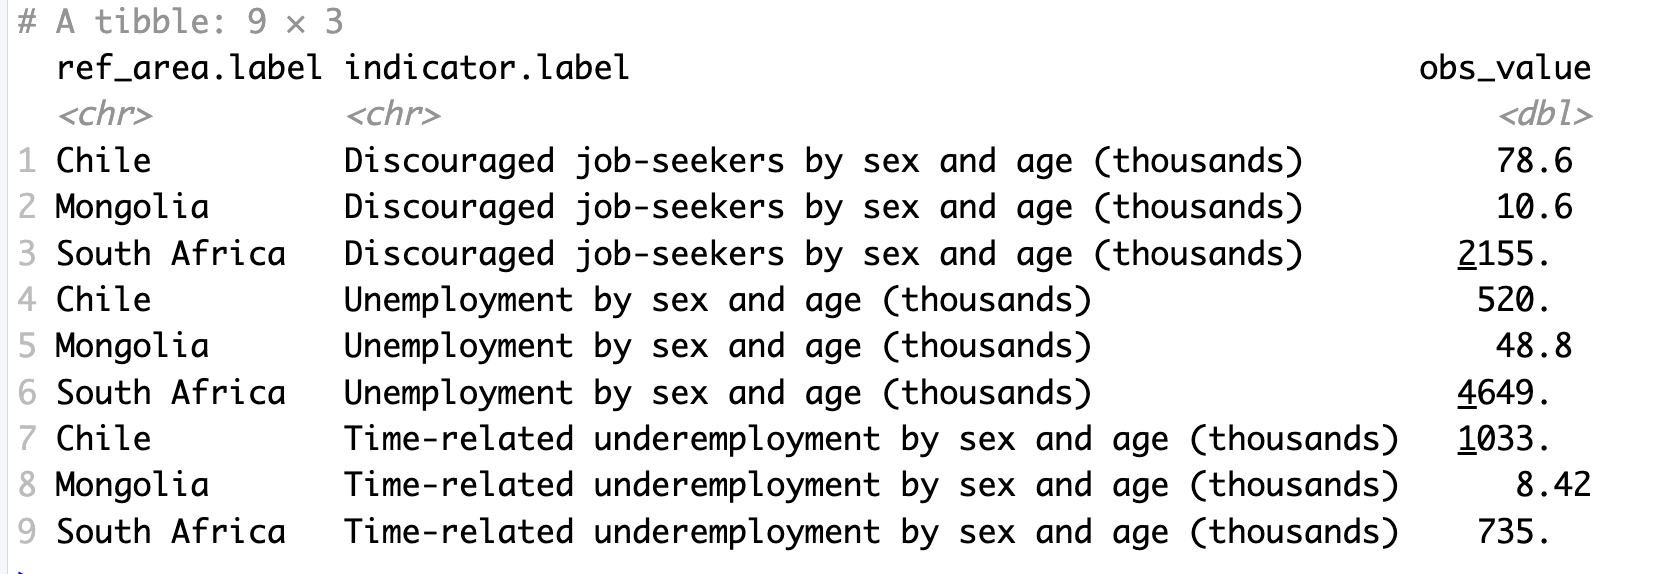 # A tibble: 9 × 3
ref_area.label indicator.label obs_value
<chr> <chr> <dbl>
1 Chile Discouraged job-seekers by sex and age (thousands) 78.6
2 Mongolia Discouraged job-seekers by sex and age (thousands) 10.6
3 South Africa Discouraged job-seekers by sex and age (thousands) 2155.
4 Chile Unemployment by sex and age (thousands) 520.
5 Mongolia Unemployment by sex and age (thousands) 48.8
6 South Africa Unemployment by sex and age (thousands) 4649.
7 Chile Time-related underemployment by sex and age (thousands) 1033.
8 Mongolia Time-related underemployment by sex and age (thousands) 8.42
9 South Africa Time-related underemployment by sex and age (thousands) 735.